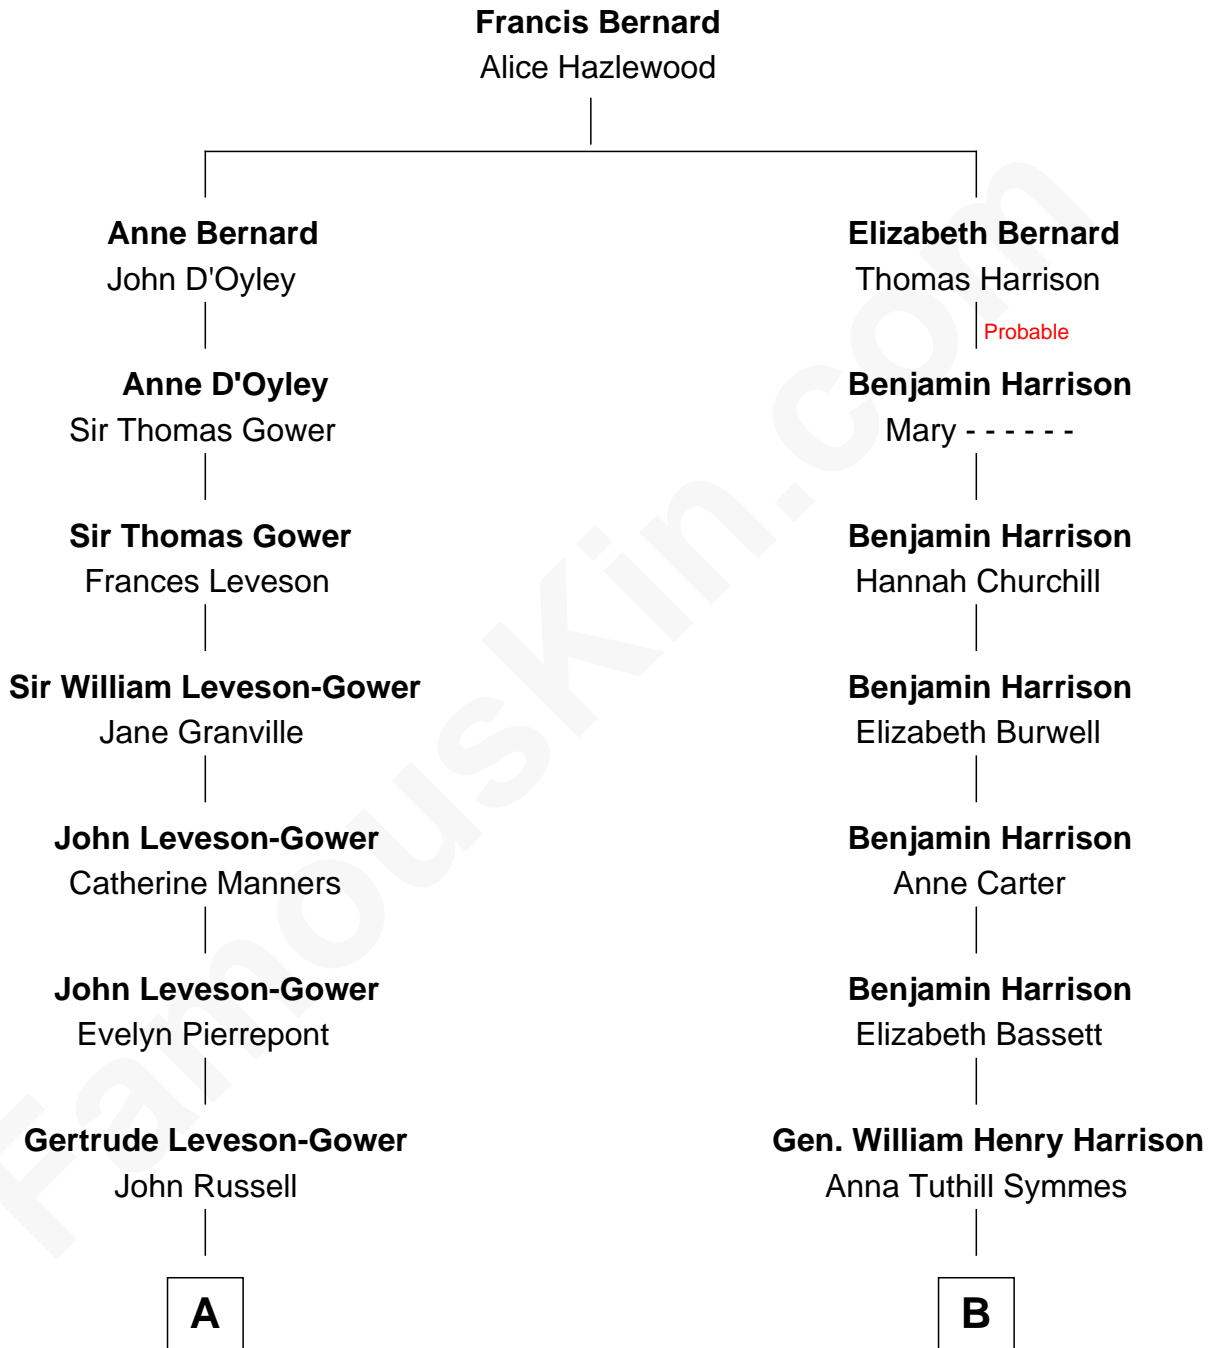 Francis Bernard
Alice Hazlewood
Anne Bernard
John D'Oyley
Elizabeth Bernard
Thomas Harrison
Probable
Anne D'Oyley
Sir Thomas Gower
Benjamin Harrison
Mary - - - - - -
Sir Thomas Gower
Frances Leveson
Benjamin Harrison
Hannah Churchill
Sir William Leveson-Gower
Jane Granville
Benjamin Harrison
Elizabeth Burwell
John Leveson-Gower
Catherine Manners
Benjamin Harrison
Anne Carter
John Leveson-Gower
Evelyn Pierrepont
Benjamin Harrison
Elizabeth Bassett
Gertrude Leveson-Gower
John Russell
Gen. William Henry Harrison
Anna Tuthill Symmes
A
B
FamousKin.com